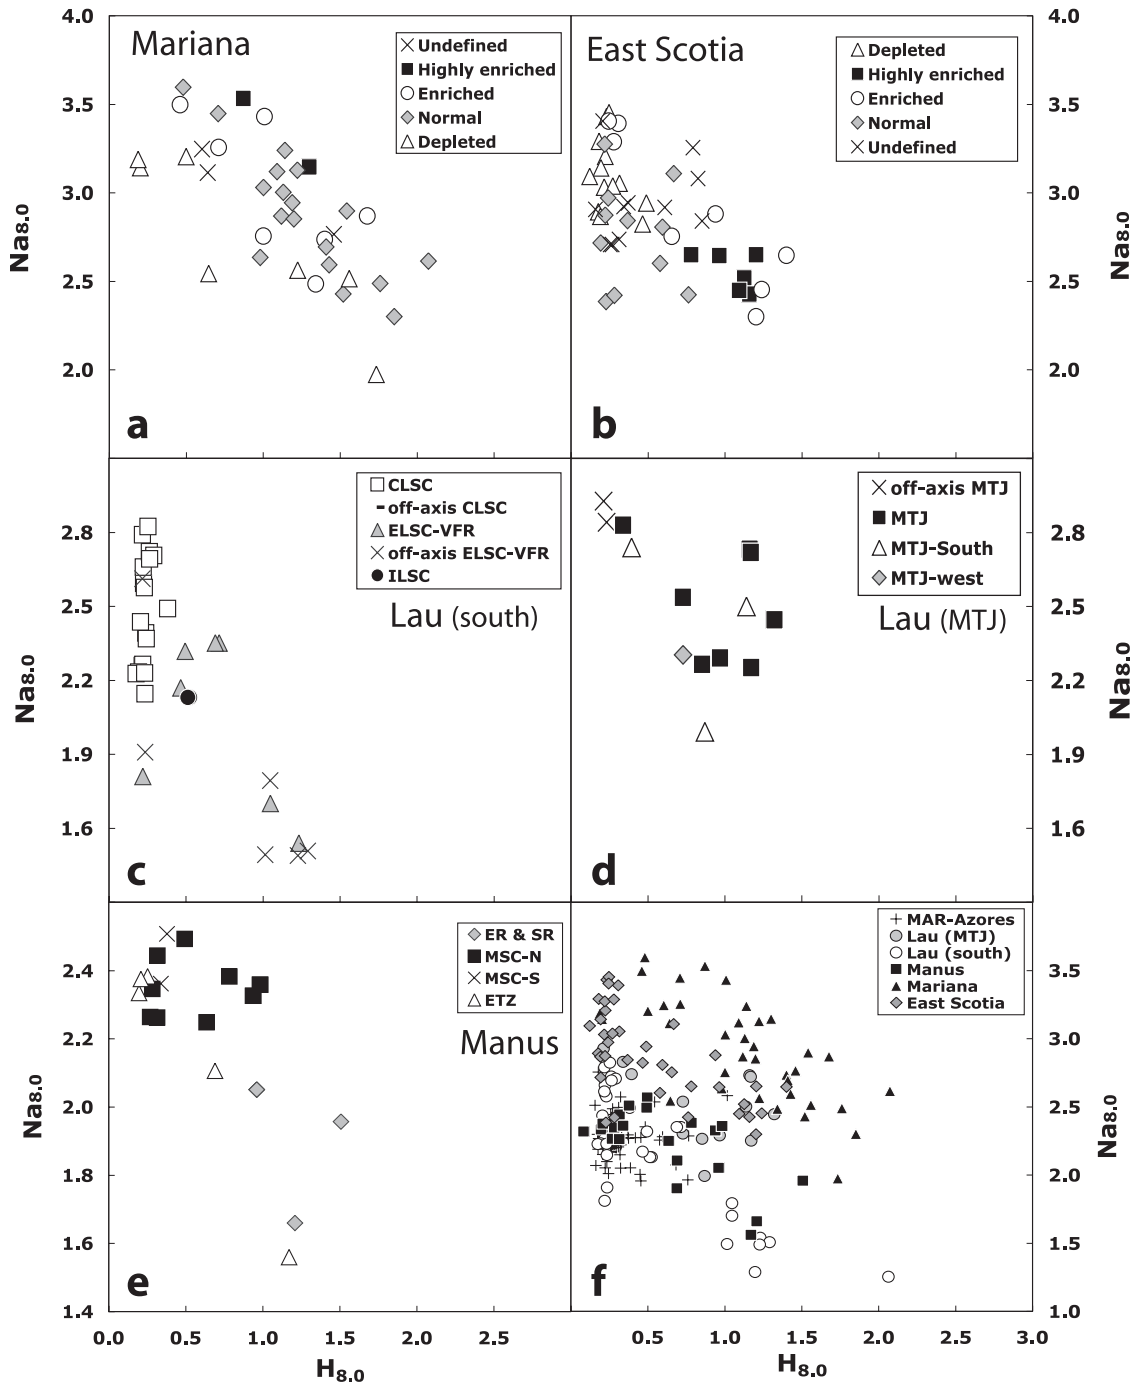 4.0
3.5
3.0
2.5
2.0
Na8.0
Mariana
Undefined
Highly enriched
Enriched
Normal
Depleted
a
East Scotia
Depleted
Highly enriched
Enriched
Normal
Undefined
b
4.0
3.5
3.0
2.5
2.0
Na8.0
2.8
2.5
2.2
1.9
1.6
Na8.0
CLSC
off-axis CLSC
ELSC-VFR
off-axis ELSC-VFR
ILSC
Lau (south)
c
off-axis MTJ
MTJ
MTJ-South
MTJ-west
Lau (MTJ)
d
2.8
2.5
2.2
1.9
1.6
Na8.0
2.4
2.2
2.0
1.8
1.6
1.4
Na8.0
ER & SR
MSC-N
MSC-S
ETZ
Manus
e
0.0 0.5 1.0 1.5 2.0 2.5
H8.0
MAR-Azores
Lau (MTJ)
Lau (south)
Manus
Mariana
East Scotia
f
4.0
3.5
3.0
2.5
2.0
1.5
1.0
Na8.0
0.5 1.0 1.5 2.0 2.5 3.0
H8.0